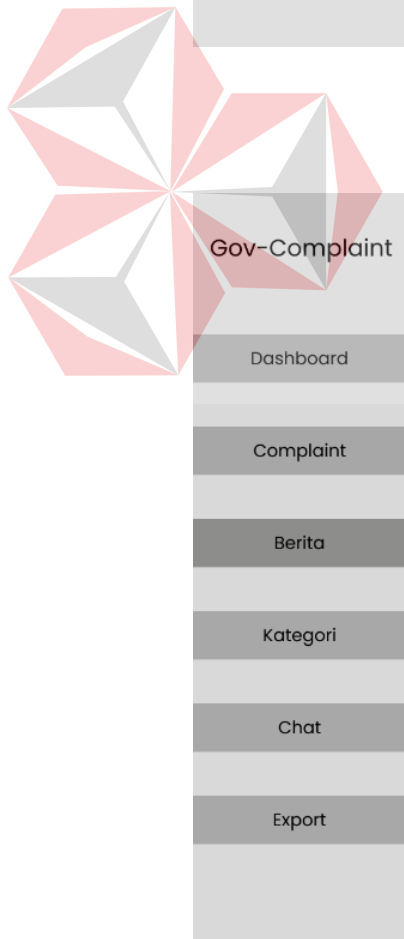 Gov-Complaint
Dashboard
Complaint
Berita
Kategori
Chat
Export